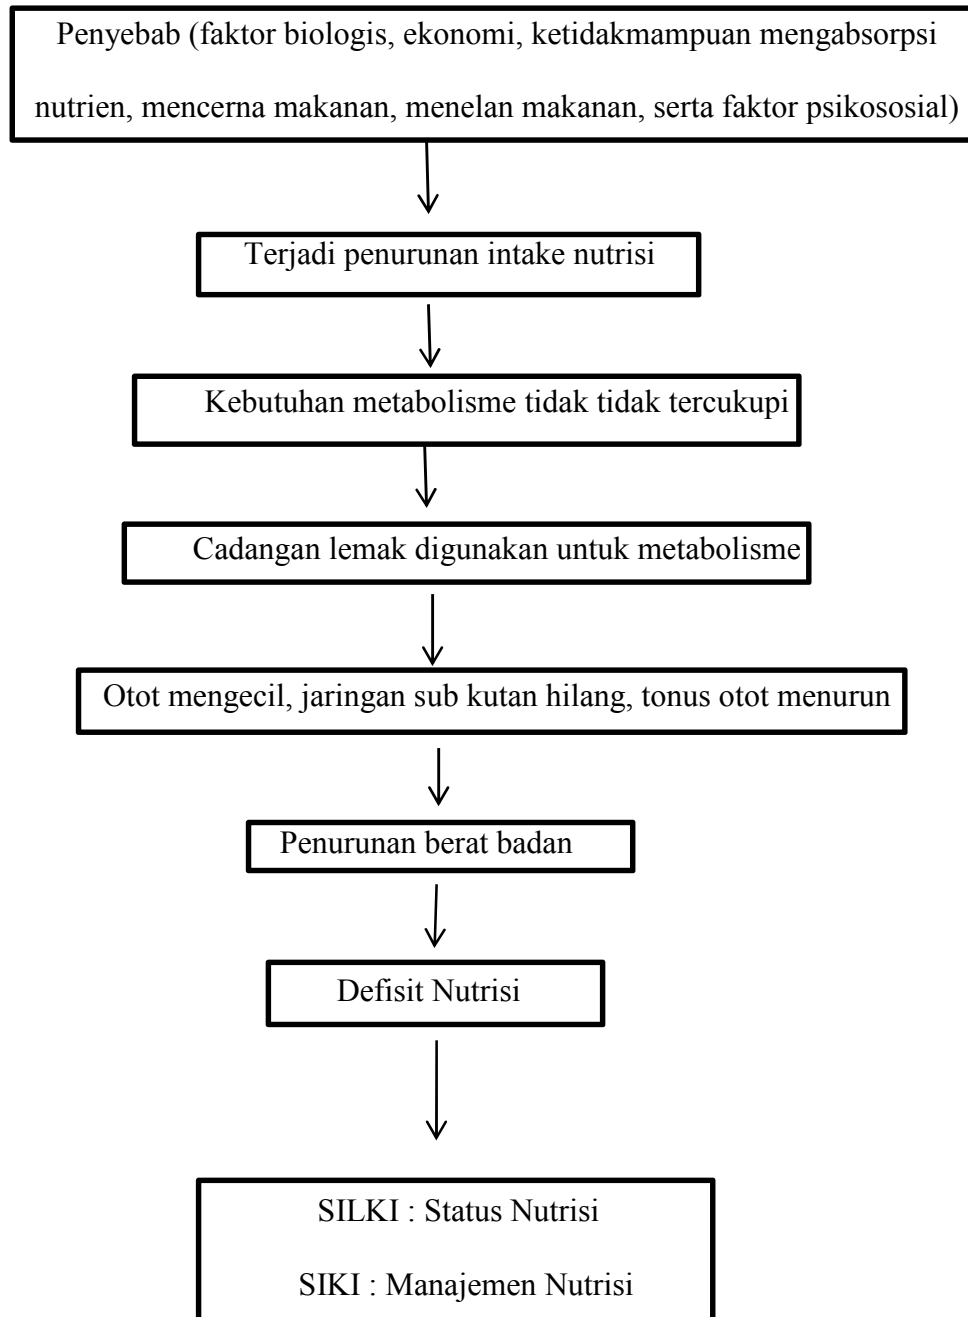 Penyebab (faktor biologis, ekonomi, ketidakmampuan mengabsorpsi
nutrien, mencerna makanan, menelan makanan, serta faktor psikososial)
Terjadi penurunan intake nutrisi
Kebutuhan metabolisme tidak tidak tercukupi
Cadangan lemak digunakan untuk metabolisme
Otot mengecil, jaringan sub kutan hilang, tonus otot menurun
Penurunan berat badan
Defisit Nutrisi
SILKI : Status Nutrisi
SIKI : Manajemen Nutrisi